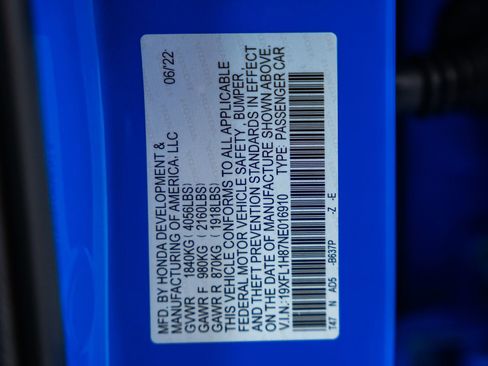 MFD. BY HONDA DEVELOPMENT & 06/'22
MANUFACTURING OF AMERICA, LLC
GVWR 1840KG ( 4056LBS)
GAWR F 980KG ( 2160LBS)
GAWR R 870KG ( 1918LBS)
THIS VEHICLE CONFORMS TO ALL APPLICABLE
FEDERAL MOTOR VEHICLE SAFETY, BUMPER
AND THEFT PREVENTION STANDARDS IN EFFECT
ON THE DATE OF MANUFACTURE SHOWN ABOVE.
V.I.N.: 19XFL1H87NE016910 TYPE: PASSENGER CAR
T47 N A05 -B637P -Z -E